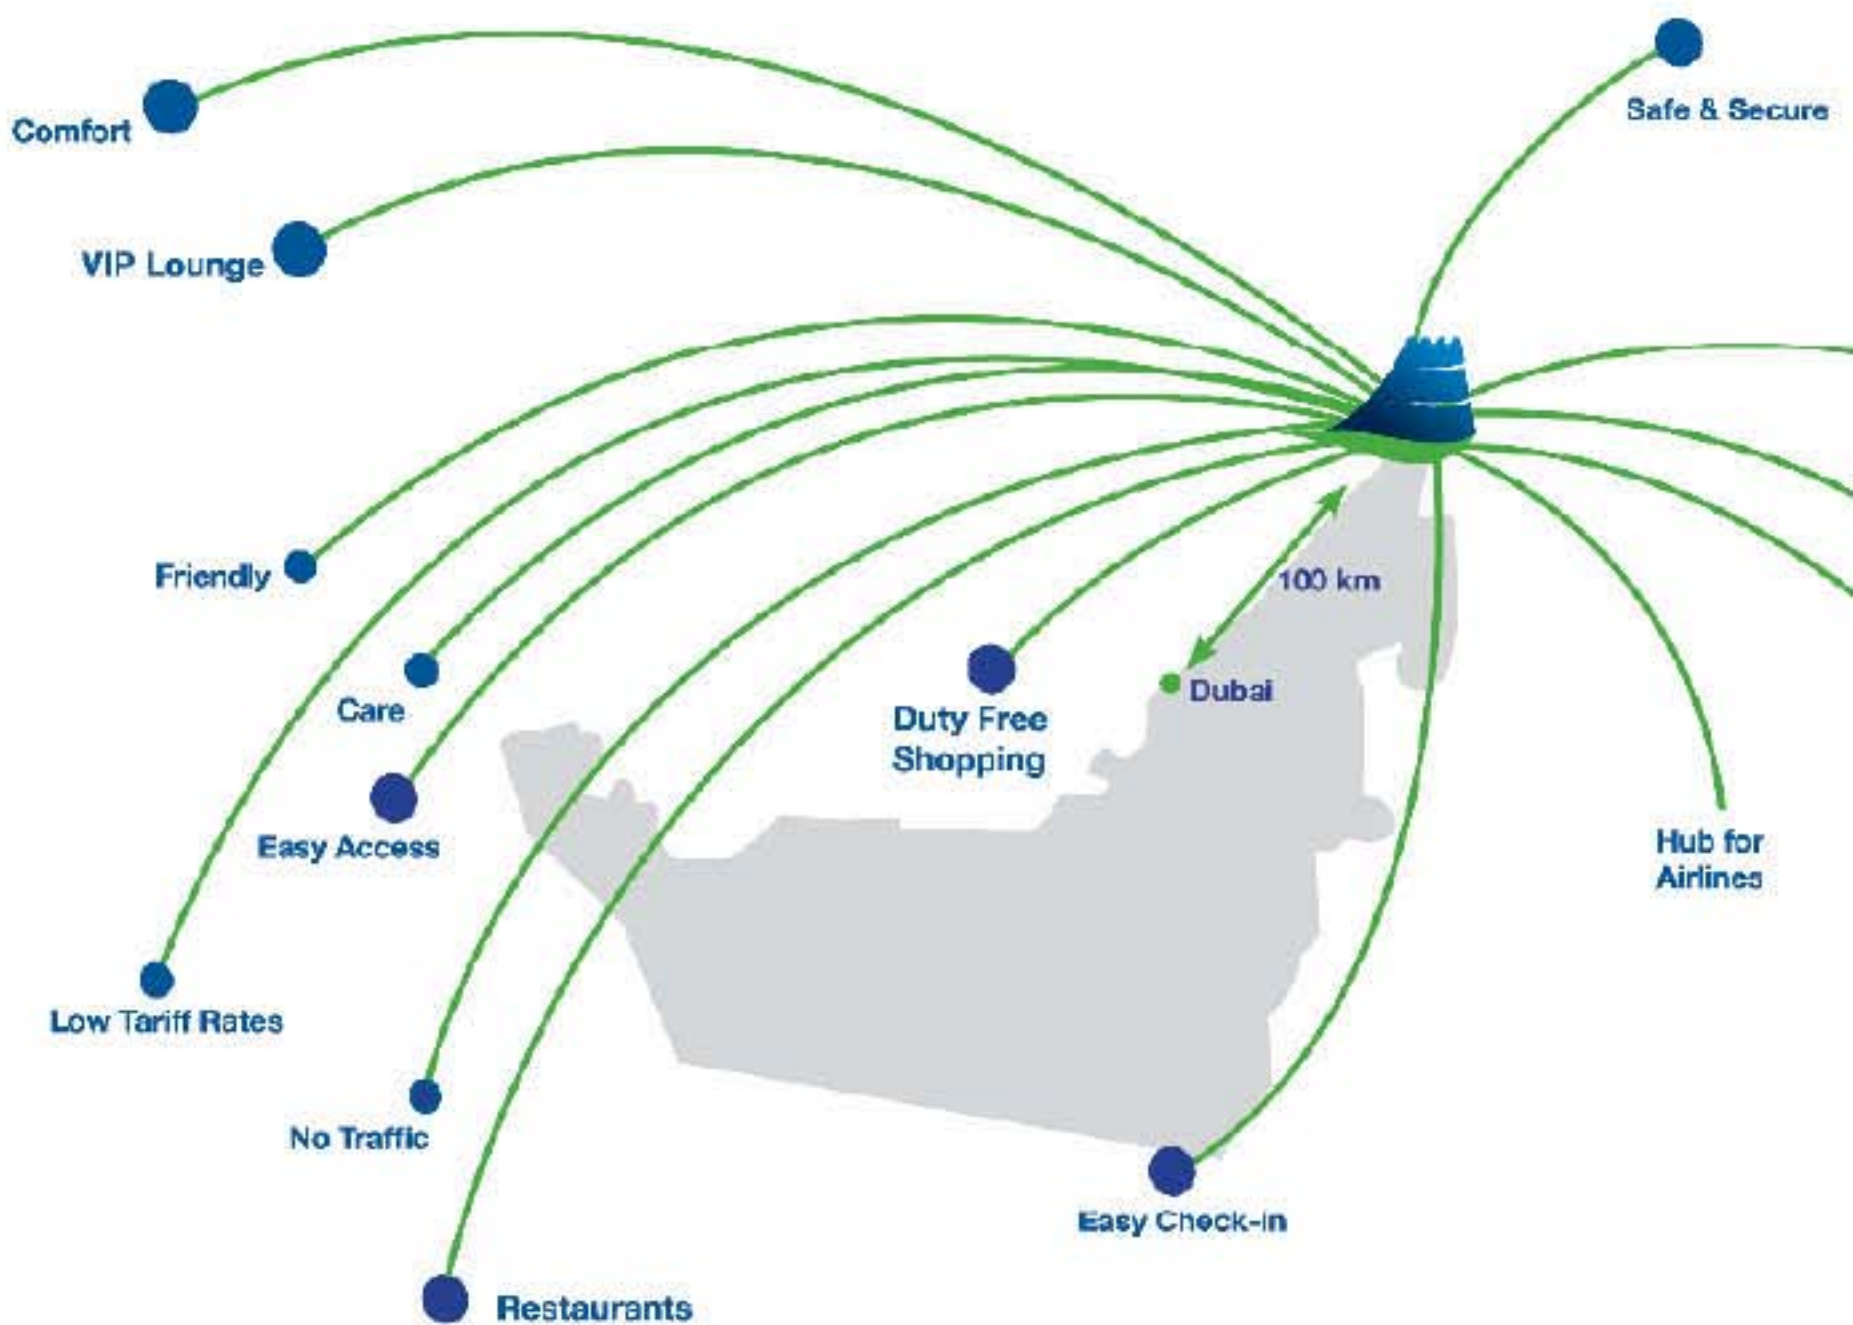 Safe & Secure
Comfort
VIP Lounge
Friendly
100 km
Care
Dubai
Duty Free
Shopping
Easy Access
Hub for
Airlines
Low Tariff Rates
No Traffic
Easy Check-in
Restaurants